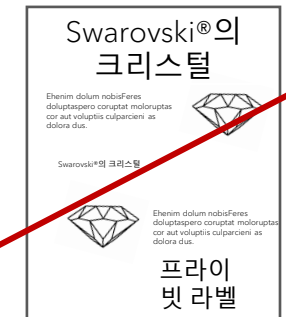 Swarovski®의
크리스털
Ehenim dolum nobisFeres
doluptaspero coruptat moloruptas
cor aut voluptiis culparcieni as
dolora dus.
Swarovski®의 크리스털
Ehenim dolum nobisFeres
doluptaspero coruptat moloruptas
cor aut voluptiis culparcieni as
dolora dus.
프라이
빗 라벨